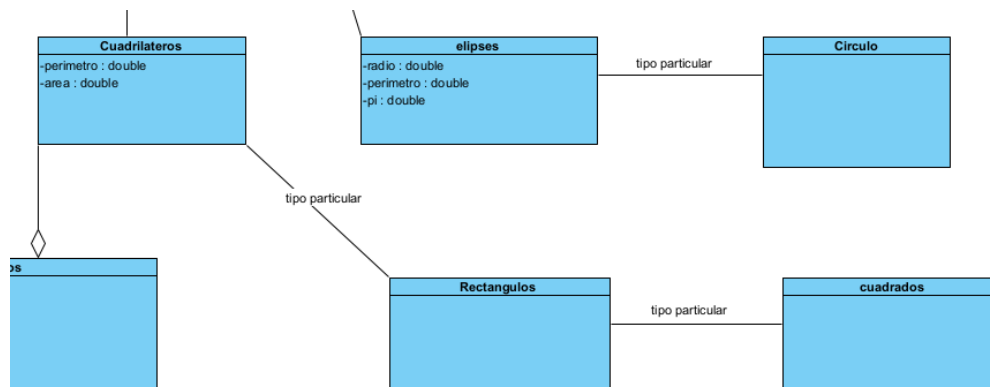 Cuadrilateros
-perimetro : double
-area : double
elipses
-radio : double
-perimetro : double
-pi : double
tipo particular
Circulo
tipo particular
os
Rectangulos
tipo particular
cuadrados